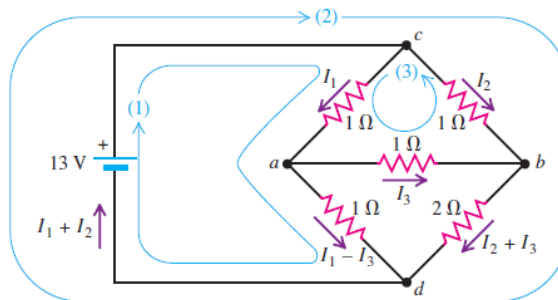 (2)
c
I₁
(3)
I₂
(1)
1 Ω
1 Ω
1 Ω
+
13 V
a
b
I₃
1 Ω
2 Ω
I₁ + I₂
I₁ − I₃
I₂ + I₃
d